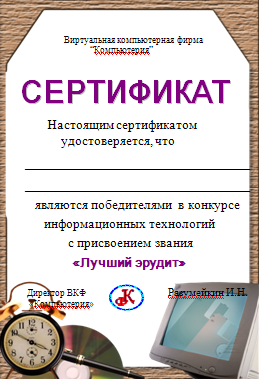 Виртуальная компьютерная фирма
"Компьютерия"
СЕРТИФИКАТ
Настоящим сертификатом
удостоверяется, что
являются победителями в конкурсе
информационных технологий
с присвоением звания
«Лучший эрудит»
Директор ВКФ
«Компьютерия»
Разумейкин И.Н.